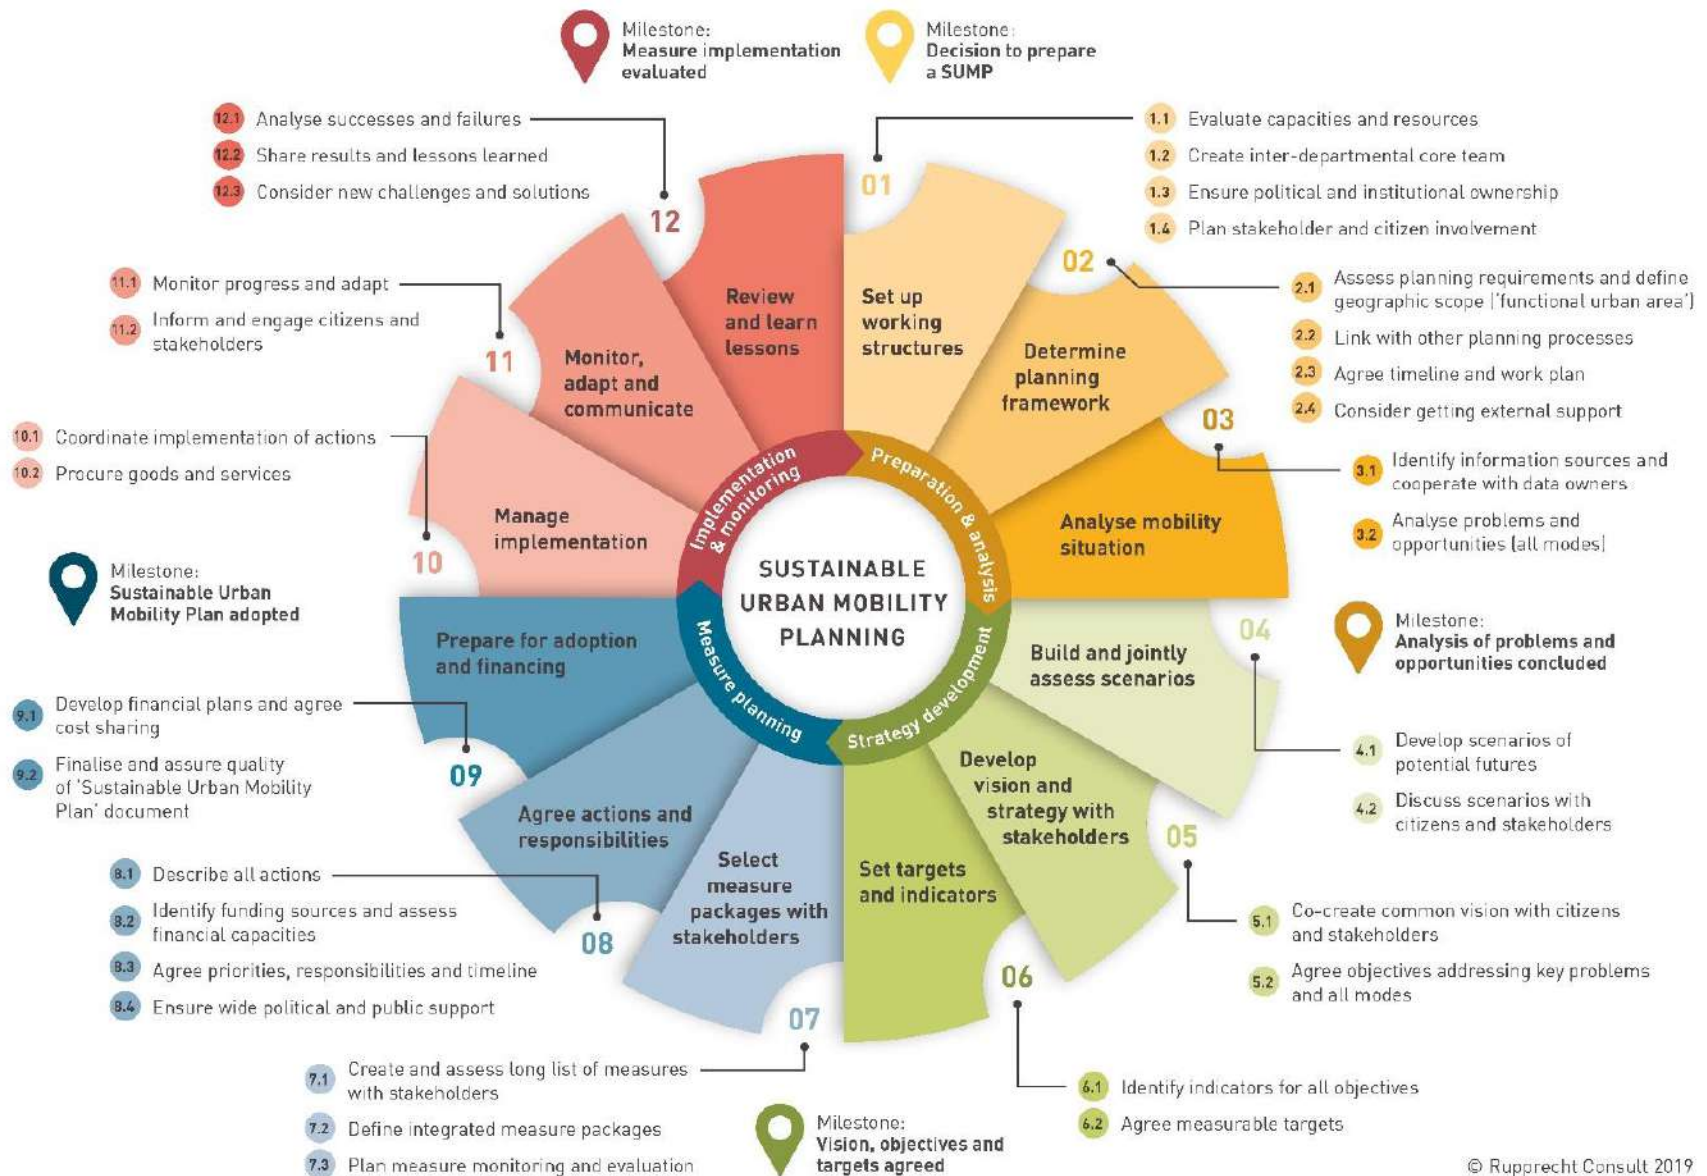 Milestone:
Measure implementation
evaluated
Milestone:
Decision to prepare
a SUMP
12.1 Analyse successes and failures
12.2 Share results and lessons learned
12.3 Consider new challenges and solutions
1.1 Evaluate capacities and resources
1.2 Create inter-departmental core team
1.3 Ensure political and institutional ownership
1.4 Plan stakeholder and citizen involvement
01
12
02
11.1 Monitor progress and adapt
11.2 Inform and engage citizens and
stakeholders
2.1 Assess planning requirements and define
geographic scope ('functional urban area')
2.2 Link with other planning processes
2.3 Agree timeline and work plan
2.4 Consider getting external support
Review
and learn
lessons
Set up
working
structures
11
Monitor,
adapt and
communicate
Determine
planning
framework
03
10.1 Coordinate implementation of actions
10.2 Procure goods and services
3.1 Identify information sources and
cooperate with data owners
3.2 Analyse problems and
opportunities (all modes)
Implementation
& monitoring
Preparation & analysis
Manage
implementation
Analyse mobility
situation
10
SUSTAINABLE
URBAN MOBILITY
PLANNING
Milestone:
Sustainable Urban
Mobility Plan adopted
Milestone:
Analysis of problems and
opportunities concluded
Prepare for adoption
and financing
Measure planning
Strategy development
04
Build and jointly
assess scenarios
9.1 Develop financial plans and agree
cost sharing
9.2 Finalise and assure quality
of 'Sustainable Urban Mobility
Plan' document
09
4.1 Develop scenarios of
potential futures
4.2 Discuss scenarios with
citizens and stakeholders
Develop
vision and
strategy with
stakeholders
05
Agree actions and
responsibilities
Select
measure
packages with
stakeholders
Set targets
and indicators
8.1 Describe all actions
8.2 Identify funding sources and assess
financial capacities
8.3 Agree priorities, responsibilities and timeline
8.4 Ensure wide political and public support
08
5.1 Co-create common vision with citizens
and stakeholders
5.2 Agree objectives addressing key problems
and all modes
06
07
7.1 Create and assess long list of measures
with stakeholders
7.2 Define integrated measure packages
7.3 Plan measure monitoring and evaluation
6.1 Identify indicators for all objectives
6.2 Agree measurable targets
Milestone:
Vision, objectives and
targets agreed
© Rupprecht Consult 2019